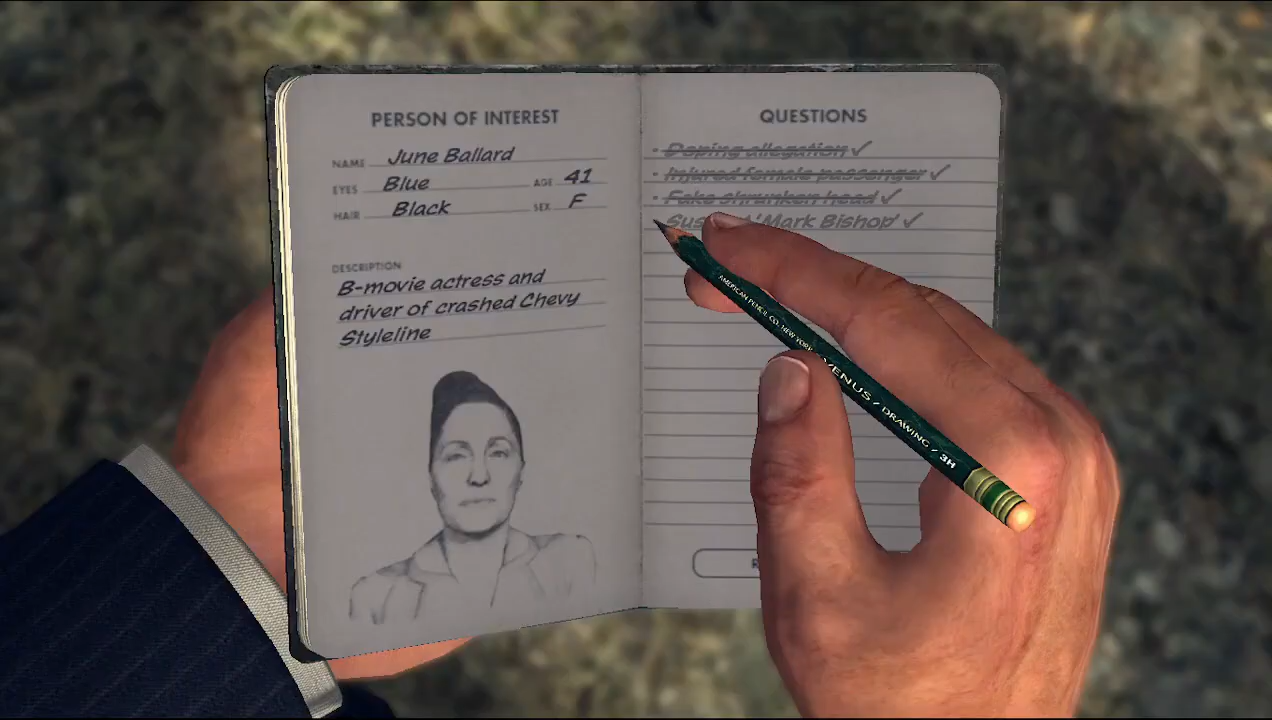 PERSON OF INTEREST
NAME June Ballard
EYES Blue AGE 41
HAIR Black SEX F
DESCRIPTION
B-movie actress and
driver of crashed Chevy
Styleline
QUESTIONS
· Doping allegation ✓
· Injured female passenger ✓
· Fake shrunken head ✓
Mark Bishop ✓
AMERICAN PENCIL CO. NEW YORK VENUS / DRAWING / 3H